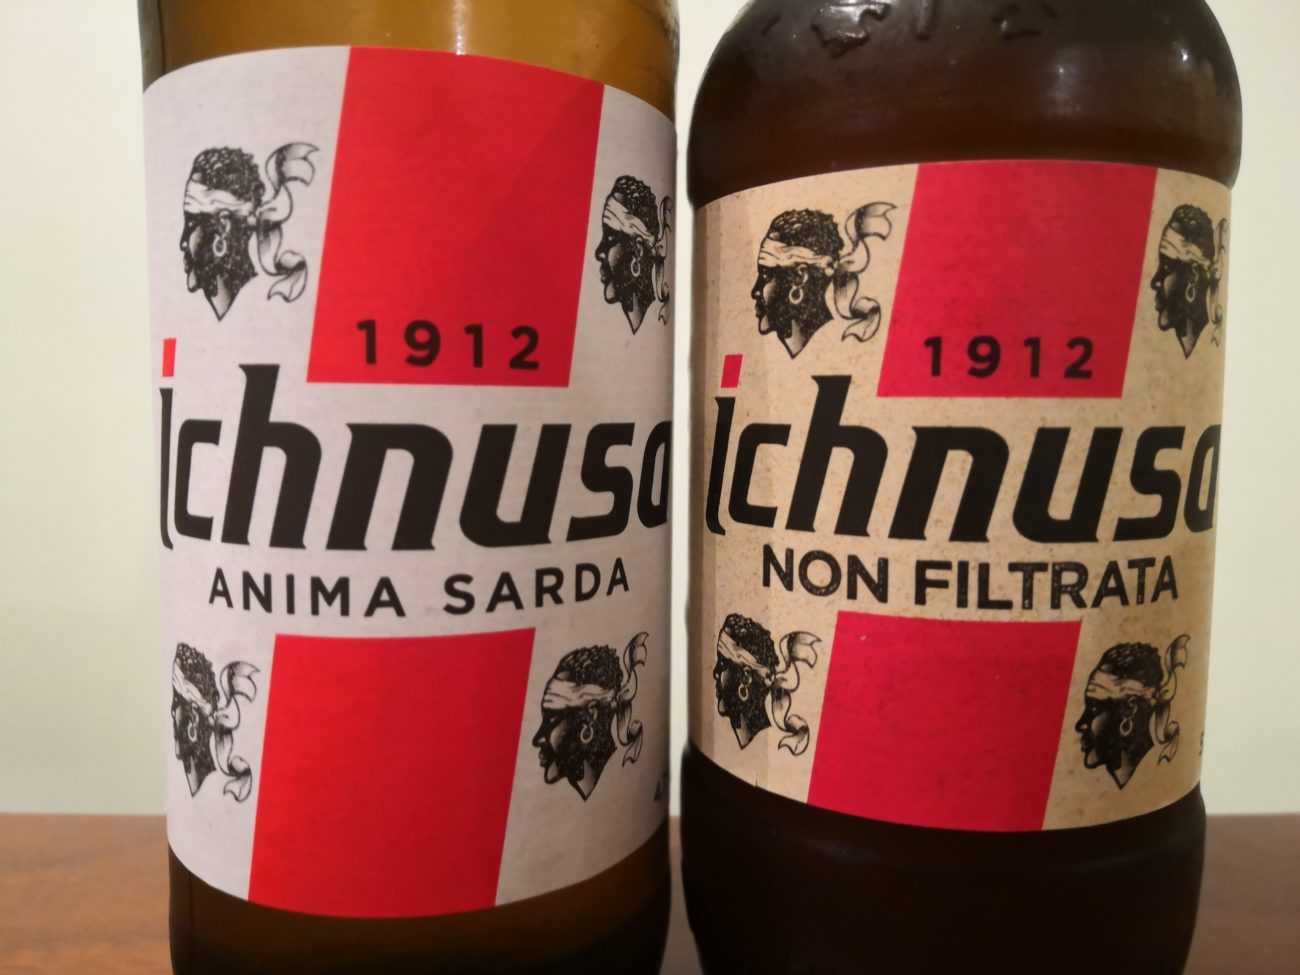 1912
ichnusa
ANIMA SARDA
1912
ichnusa
NON FILTRATA